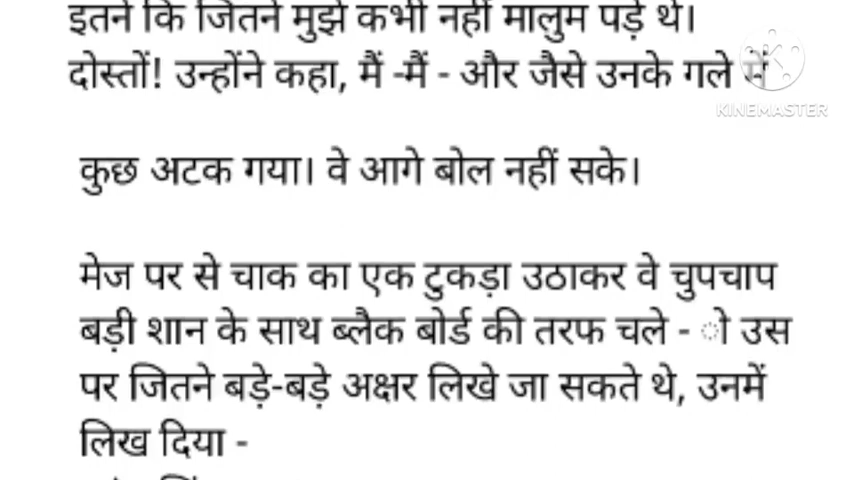 इतने कि जितने मुझे कभी नहीं मालुम पड़े थे।
दोस्तों! उन्होंने कहा, मैं -मैं - और जैसे उनके गले में
KINEMASTER
कुछ अटक गया। वे आगे बोल नहीं सके।
मेज पर से चाक का एक टुकड़ा उठाकर वे चुपचाप
बड़ी शान के साथ ब्लैक बोर्ड की तरफ चले - ो उस
पर जितने बड़े-बड़े अक्षर लिखे जा सकते थे, उनमें
लिख दिया -